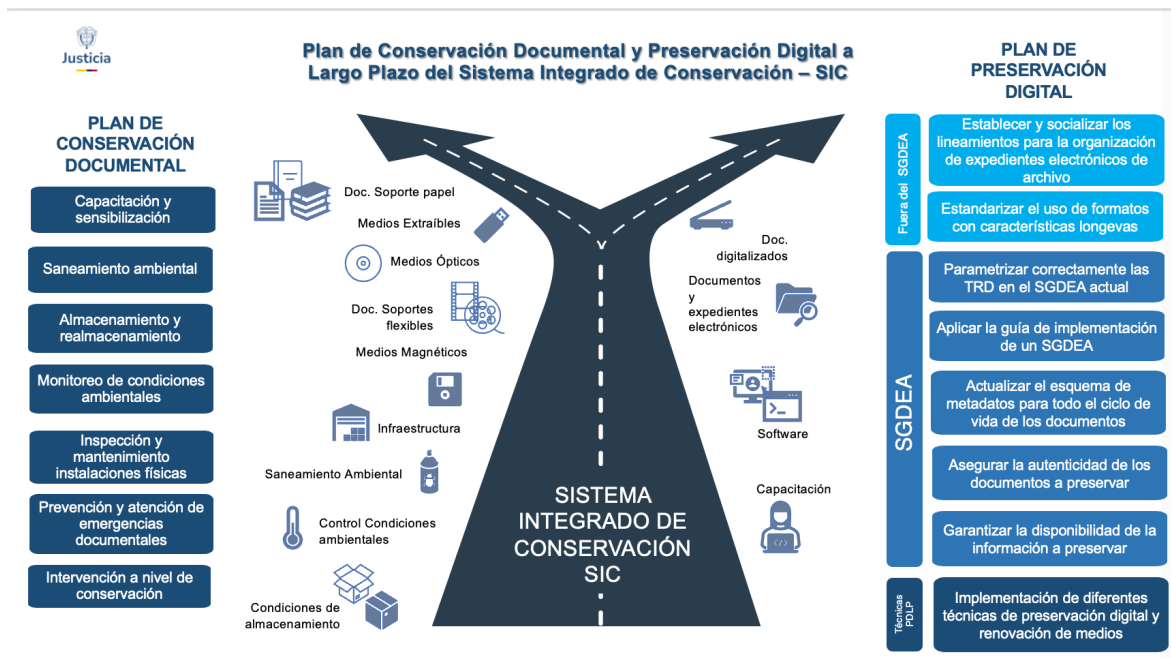 Justicia
Plan de Conservación Documental y Preservación Digital a
Largo Plazo del Sistema Integrado de Conservación – SIC
PLAN DE
CONSERVACIÓN
DOCUMENTAL
Capacitación y
sensibilización
Saneamiento ambiental
Almacenamiento y
realmacenamiento
Monitoreo de condiciones
ambientales
Inspección y
mantenimiento
instalaciones físicas
Prevención y atención de
emergencias
documentales
Intervención a nivel de
conservación
Doc. Soporte papel
Medios Extraíbles
Medios Ópticos
Doc. Soportes
flexibles
Medios Magnéticos
Infraestructura
Saneamiento Ambiental
Control Condiciones
ambientales
Condiciones de
almacenamiento
SISTEMA
INTEGRADO DE
CONSERVACIÓN
SIC
Doc.
digitalizados
Documentos
y
expedientes
electrónicos
Software
Capacitación
PLAN DE
PRESERVACIÓN
DIGITAL
Fuera del SGDEA
Establecer y socializar los
lineamientos para la organización
de expedientes electrónicos de
archivo
Estandarizar el uso de formatos
con características longevas
SGDEA
Parametrizar correctamente las
TRD en el SGDEA actual
Aplicar la guía de implementación
de un SGDEA
Actualizar el esquema de
metadatos para todo el ciclo de
vida de los documentos
Asegurar la autenticidad de los
documentos a preservar
Garantizar la disponibilidad de la
información a preservar
Técnicas
PDLP
Implementación de diferentes
técnicas de preservación digital y
renovación de medios